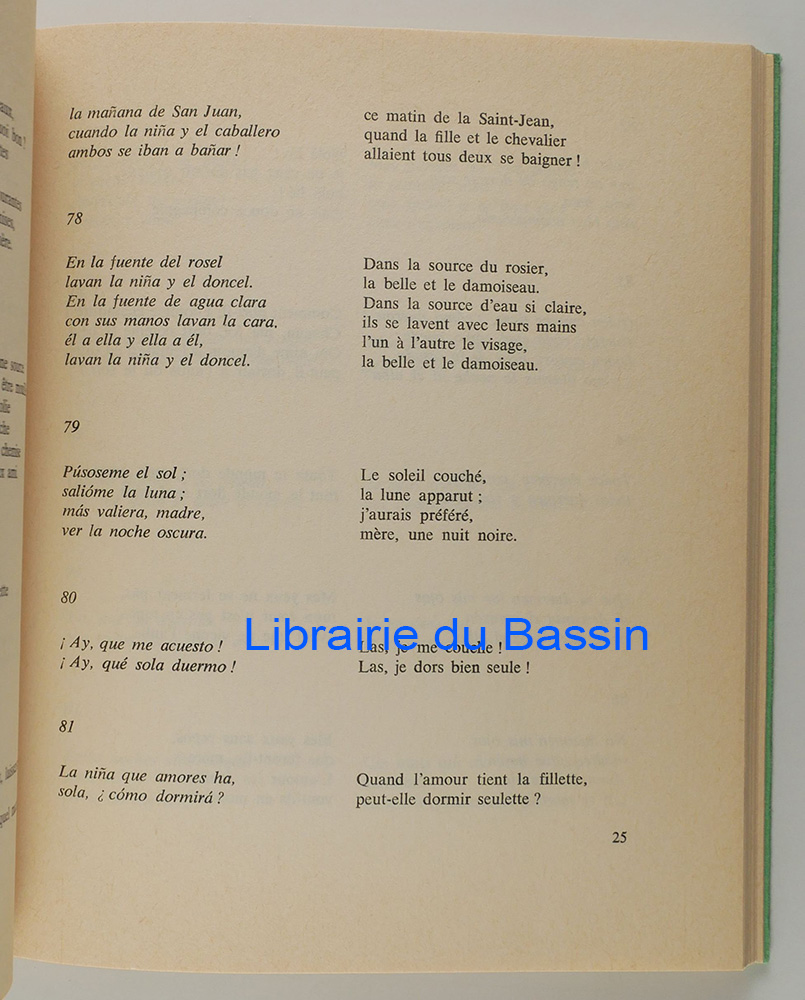 la mañana de San Juan,
cuando la niña y el caballero
ambos se iban a bañar !
78
En la fuente del rosel
lavan la niña y el doncel.
En la fuente de agua clara
con sus manos lavan la cara.
él a ella y ella a él,
lavan la niña y el doncel.
79
Púsoseme el sol ;
salióme la luna ;
más valiera, madre,
ver la noche oscura.
80
¡ Ay, que me acuesto !
¡ Ay, qué sola duermo !
81
La niña que amores ha,
sola, ¿ cómo dormirá ?
ce matin de la Saint-Jean,
quand la fille et le chevalier
allaient tous deux se baigner !
Dans la source du rosier,
la belle et le damoiseau.
Dans la source d'eau si claire,
ils se lavent avec leurs mains
l'un à l'autre le visage,
la belle et le damoiseau.
Le soleil couché,
la lune apparut ;
j'aurais préféré,
mère, une nuit noire.
Las, je me couche !
Las, je dors bien seule !
Quand l'amour tient la fillette,
peut-elle dormir seulette ?
25
Librairie du Bassin